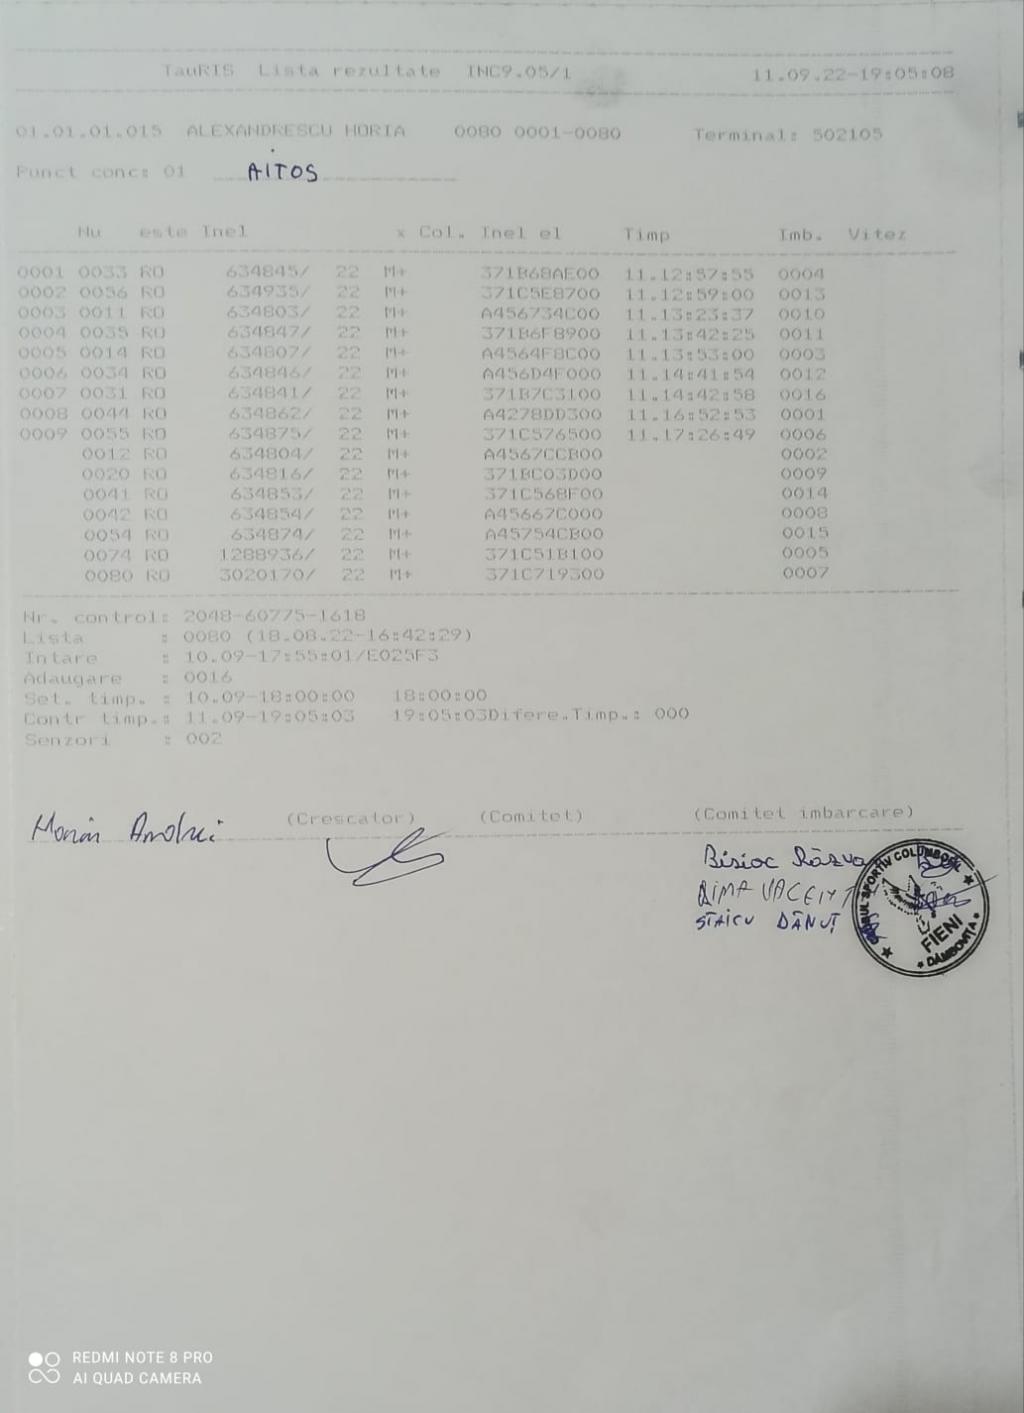 TauRIS Lista rezultate INC9.05/1 11.09.22-19:05:08
01.01.01.015 ALEXANDRESCU HORIA 0080 0001-0080 Terminal: 502105
Punct conc: 01 AITOS
Nu este Inel x Col. Inel el Timp Imb. Vitez
0001 0033 RO 634845/ 22 M+ 371B68AE00 11.12:57:55 0004
0002 0056 RO 634935/ 22 M+ 371C5E8700 11.12:59:00 0013
0003 0011 RO 634803/ 22 M+ A456734C00 11.13:23:37 0010
0004 0035 RO 634847/ 22 M+ 371B6F8900 11.13:42:25 0011
0005 0014 RO 634807/ 22 M+ A4564F8C00 11.13:53:00 0003
0006 0034 RO 634846/ 22 M+ A456D4F000 11.14:41:54 0012
0007 0031 RO 634841/ 22 M+ 371B7C3100 11.14:42:58 0016
0008 0044 RO 634862/ 22 M+ A4278DD300 11.16:52:53 0001
0009 0055 RO 634875/ 22 M+ 371C576500 11.17:26:49 0006
0012 RO 634804/ 22 M+ A4567CCB00 0002
0020 RO 634816/ 22 M+ 371BC03D00 0009
0041 RO 634853/ 22 M+ 371C568F00 0014
0042 RO 634854/ 22 M+ A45667C000 0008
0054 RO 634874/ 22 M+ A45754CB00 0015
0074 RO 1288936/ 22 M+ 371C51B100 0005
0080 RO 3020170/ 22 M+ 371C719300 0007
Nr. control: 2048-60775-1618
Lista : 0080 (18.08.22-16:42:29)
Intare : 10.09-17:55:01/E025F3
Adaugare : 0016
Set. timp. : 10.09-18:00:00 18:00:00
Contr timp.: 11.09-19:05:03 19:05:03Difere.Timp.: 000
Senzori : 002
(Crescator) (Comitet) (Comitet imbarcare)
STAICU DĂNUȚ
FIENI
DÂMBOVIȚA
REDMI NOTE 8 PRO
AI QUAD CAMERA